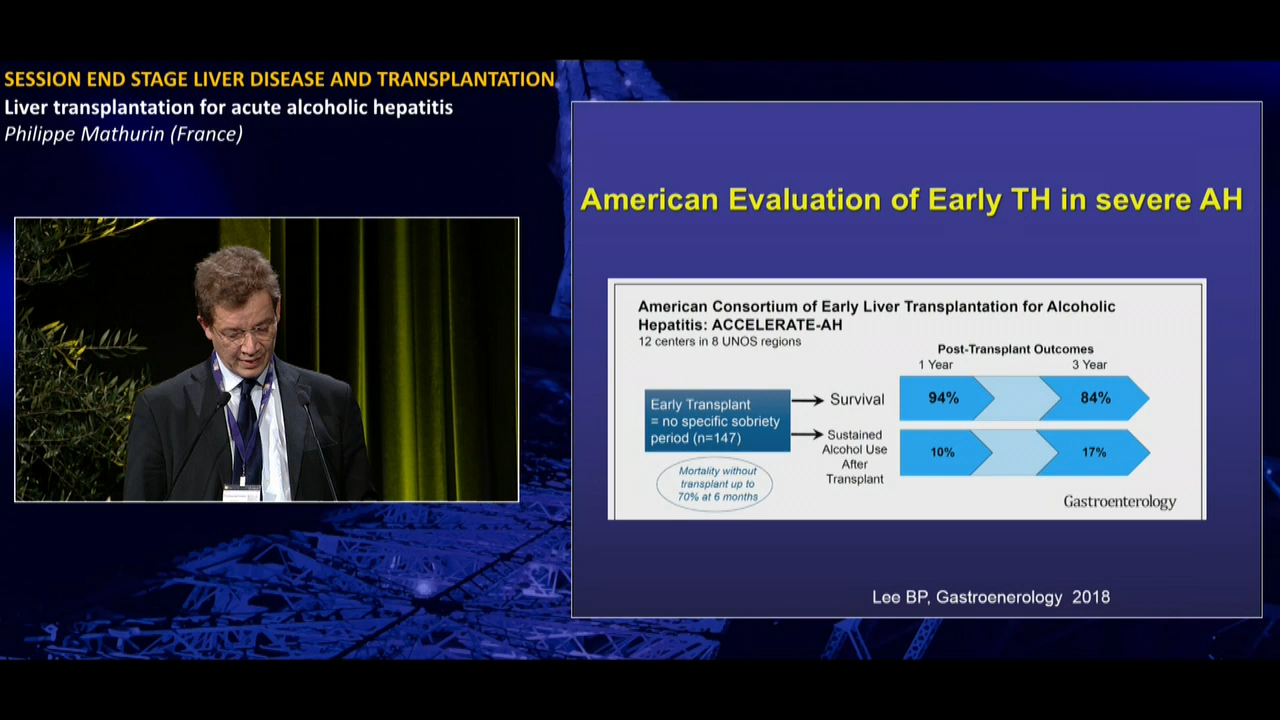 SESSION END STAGE LIVER DISEASE AND TRANSPLANTATION
Liver transplantation for acute alcoholic hepatitis
Philippe Mathurin (France)
American Evaluation of Early TH in severe AH
American Consortium of Early Liver Transplantation for Alcoholic
Hepatitis: ACCELERATE-AH
12 centers in 8 UNOS regions
Post-Transplant Outcomes
1 Year 3 Year
Early Transplant
= no specific sobriety
period (n=147)
Survival
94% 84%
Sustained
Alcohol Use
After
Transplant
10% 17%
Mortality without
transplant up to
70% at 6 months
Gastroenterology
Lee BP, Gastroenerology 2018